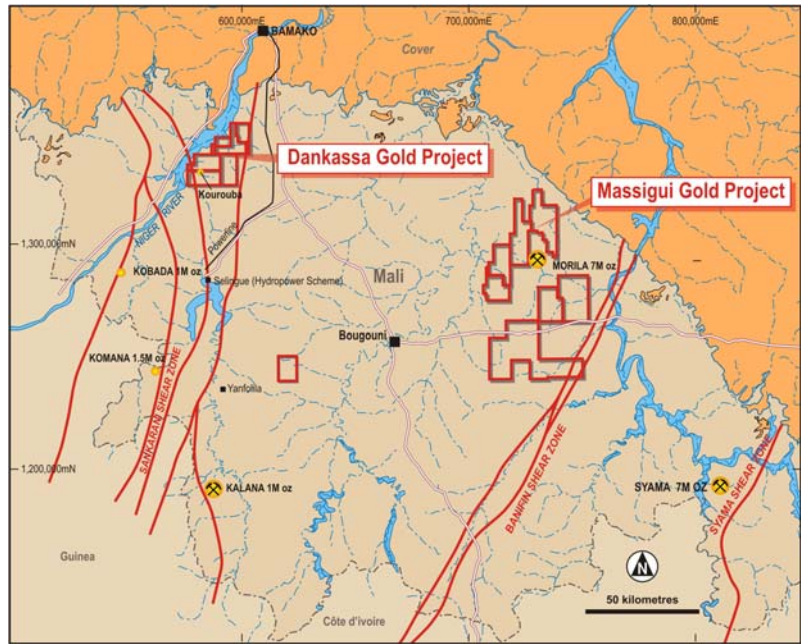 600,000mE
700,000mE
800,000mE
BAMAKO
Cover
Dankassa Gold Project
Massigui Gold Project
Kourouba
NIGER RIVER
Powerline
1,300,000mN
KOBADA 1M oz
Selingue (Hydropower Scheme)
Mali
MORILA 7M oz
Bougouni
KOMANA 1.5M oz
SANKARANI SHEAR ZONE
Yanfolila
1,200,000mN
KALANA 1M oz
BANIFIN SHEAR ZONE
SYAMA 7M OZ
SYAMA SHEAR ZONE
Guinea
N
Côte d'ivoire
50 kilometres